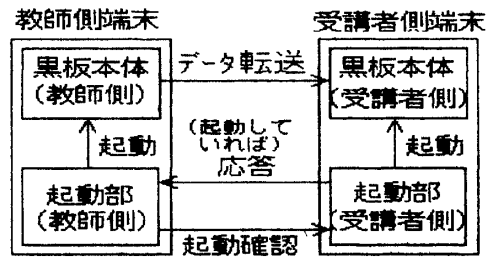 教師側端末
受講者側端末
黒板本体
(教師側)
データ転送
黒板本体
(受講者側)
起動
(起動して
いれば)
応答
起動
起動部
(教師側)
起動部
(受講者側)
起動確認